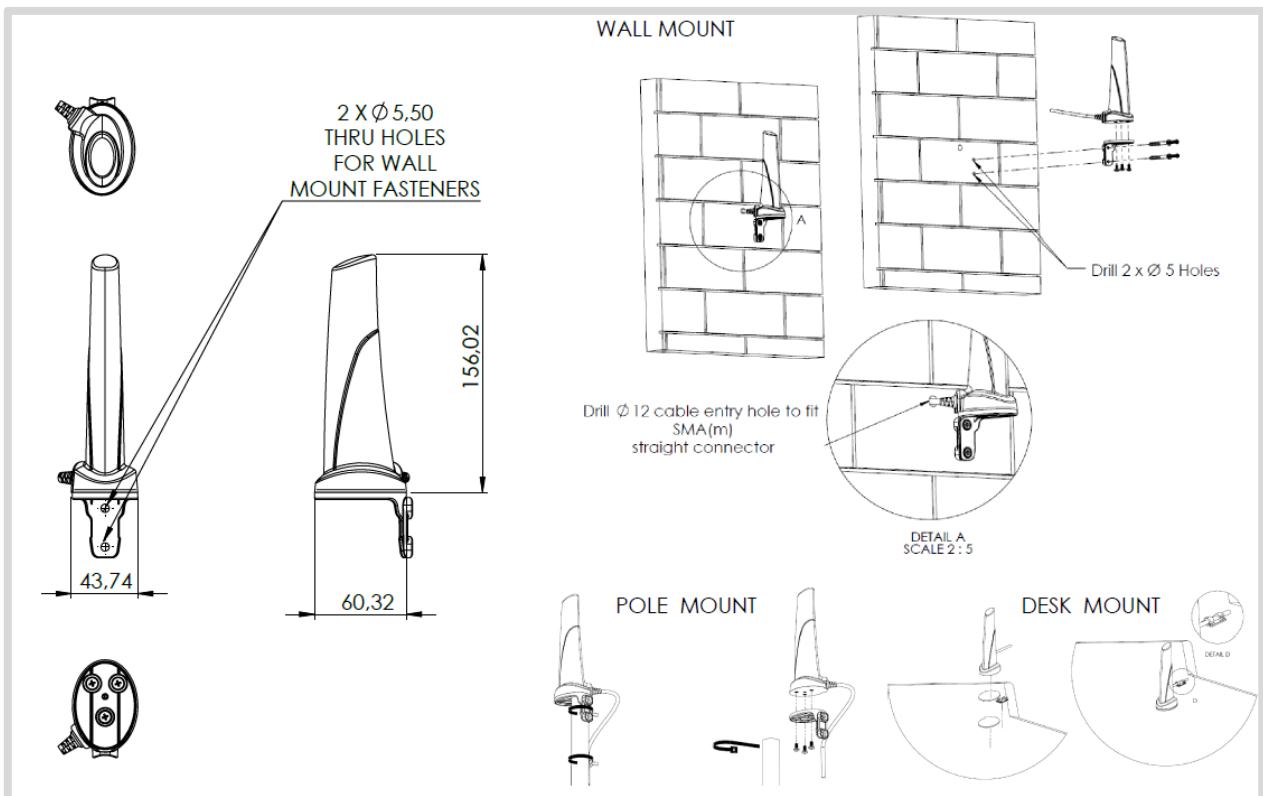 WALL MOUNT
2 X Ø 5,50
THRU HOLES
FOR WALL
MOUNT FASTENERS
156,02
43,74
60,32
A
D
Drill 2 x Ø 5 Holes
Drill Ø 12 cable entry hole to fit
SMA(m)
straight connector
DETAIL A
SCALE 2 : 5
POLE MOUNT
DESK MOUNT
DETAIL D
D